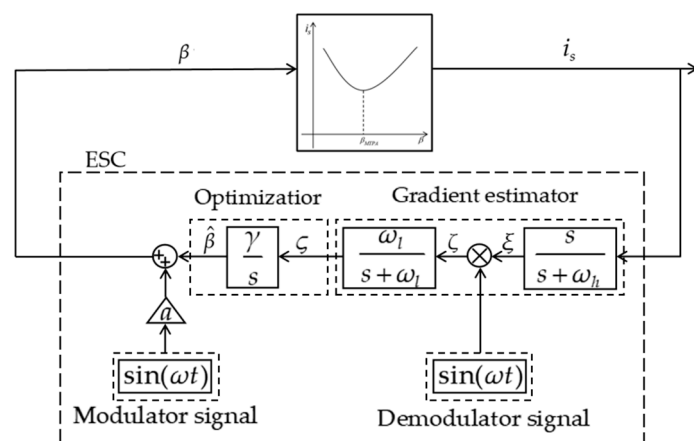 β
i_s
i_s
β_MTPA
β
ESC
Optimizatior
Gradient estimator
β̂
γ/s
ς
ω_l/(s+ω_l)
ζ
ξ
s/(s+ω_h)
+
+
a
sin(ωt)
sin(ωt)
Modulator signal
Demodulator signal